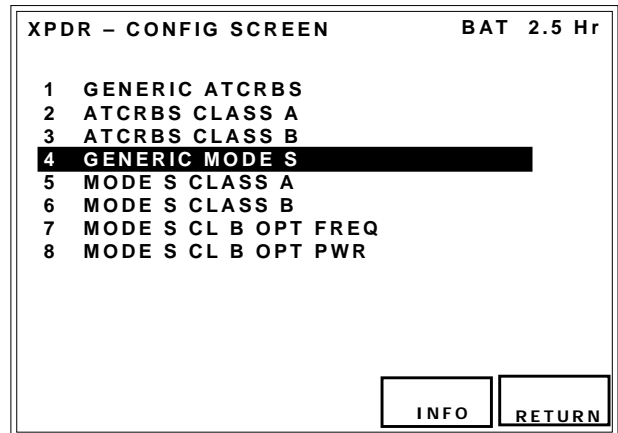 XPDR – CONFIG SCREEN BAT 2.5 Hr
1 GENERIC ATCRBS
2 ATCRBS CLASS A
3 ATCRBS CLASS B
4 GENERIC MODE S
5 MODE S CLASS A
6 MODE S CLASS B
7 MODE S CL B OPT FREQ
8 MODE S CL B OPT PWR
INFO RETURN